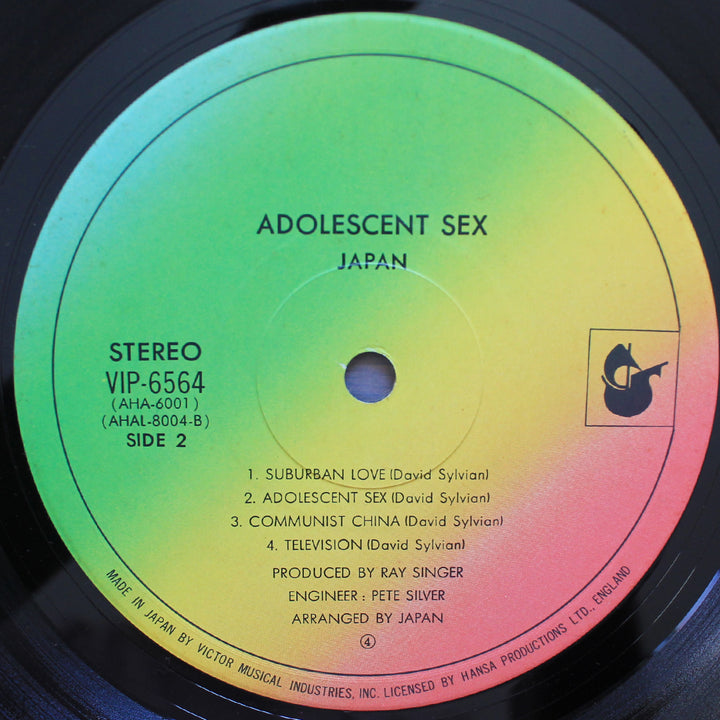 ADOLESCENT SEX
JAPAN
STEREO
VIP-6564
(AHA-6001)
(AHAL-8004-B)
SIDE 2
1. SUBURBAN LOVE (David Sylvian)
2. ADOLESCENT SEX (David Sylvian)
3. COMMUNIST CHINA (David Sylvian)
4. TELEVISION (David Sylvian)
PRODUCED BY RAY SINGER
ENGINEER : PETE SILVER
ARRANGED BY JAPAN
④
MADE IN JAPAN BY VICTOR MUSICAL INDUSTRIES, INC. LICENSED BY HANSA PRODUCTIONS LTD., ENGLAND